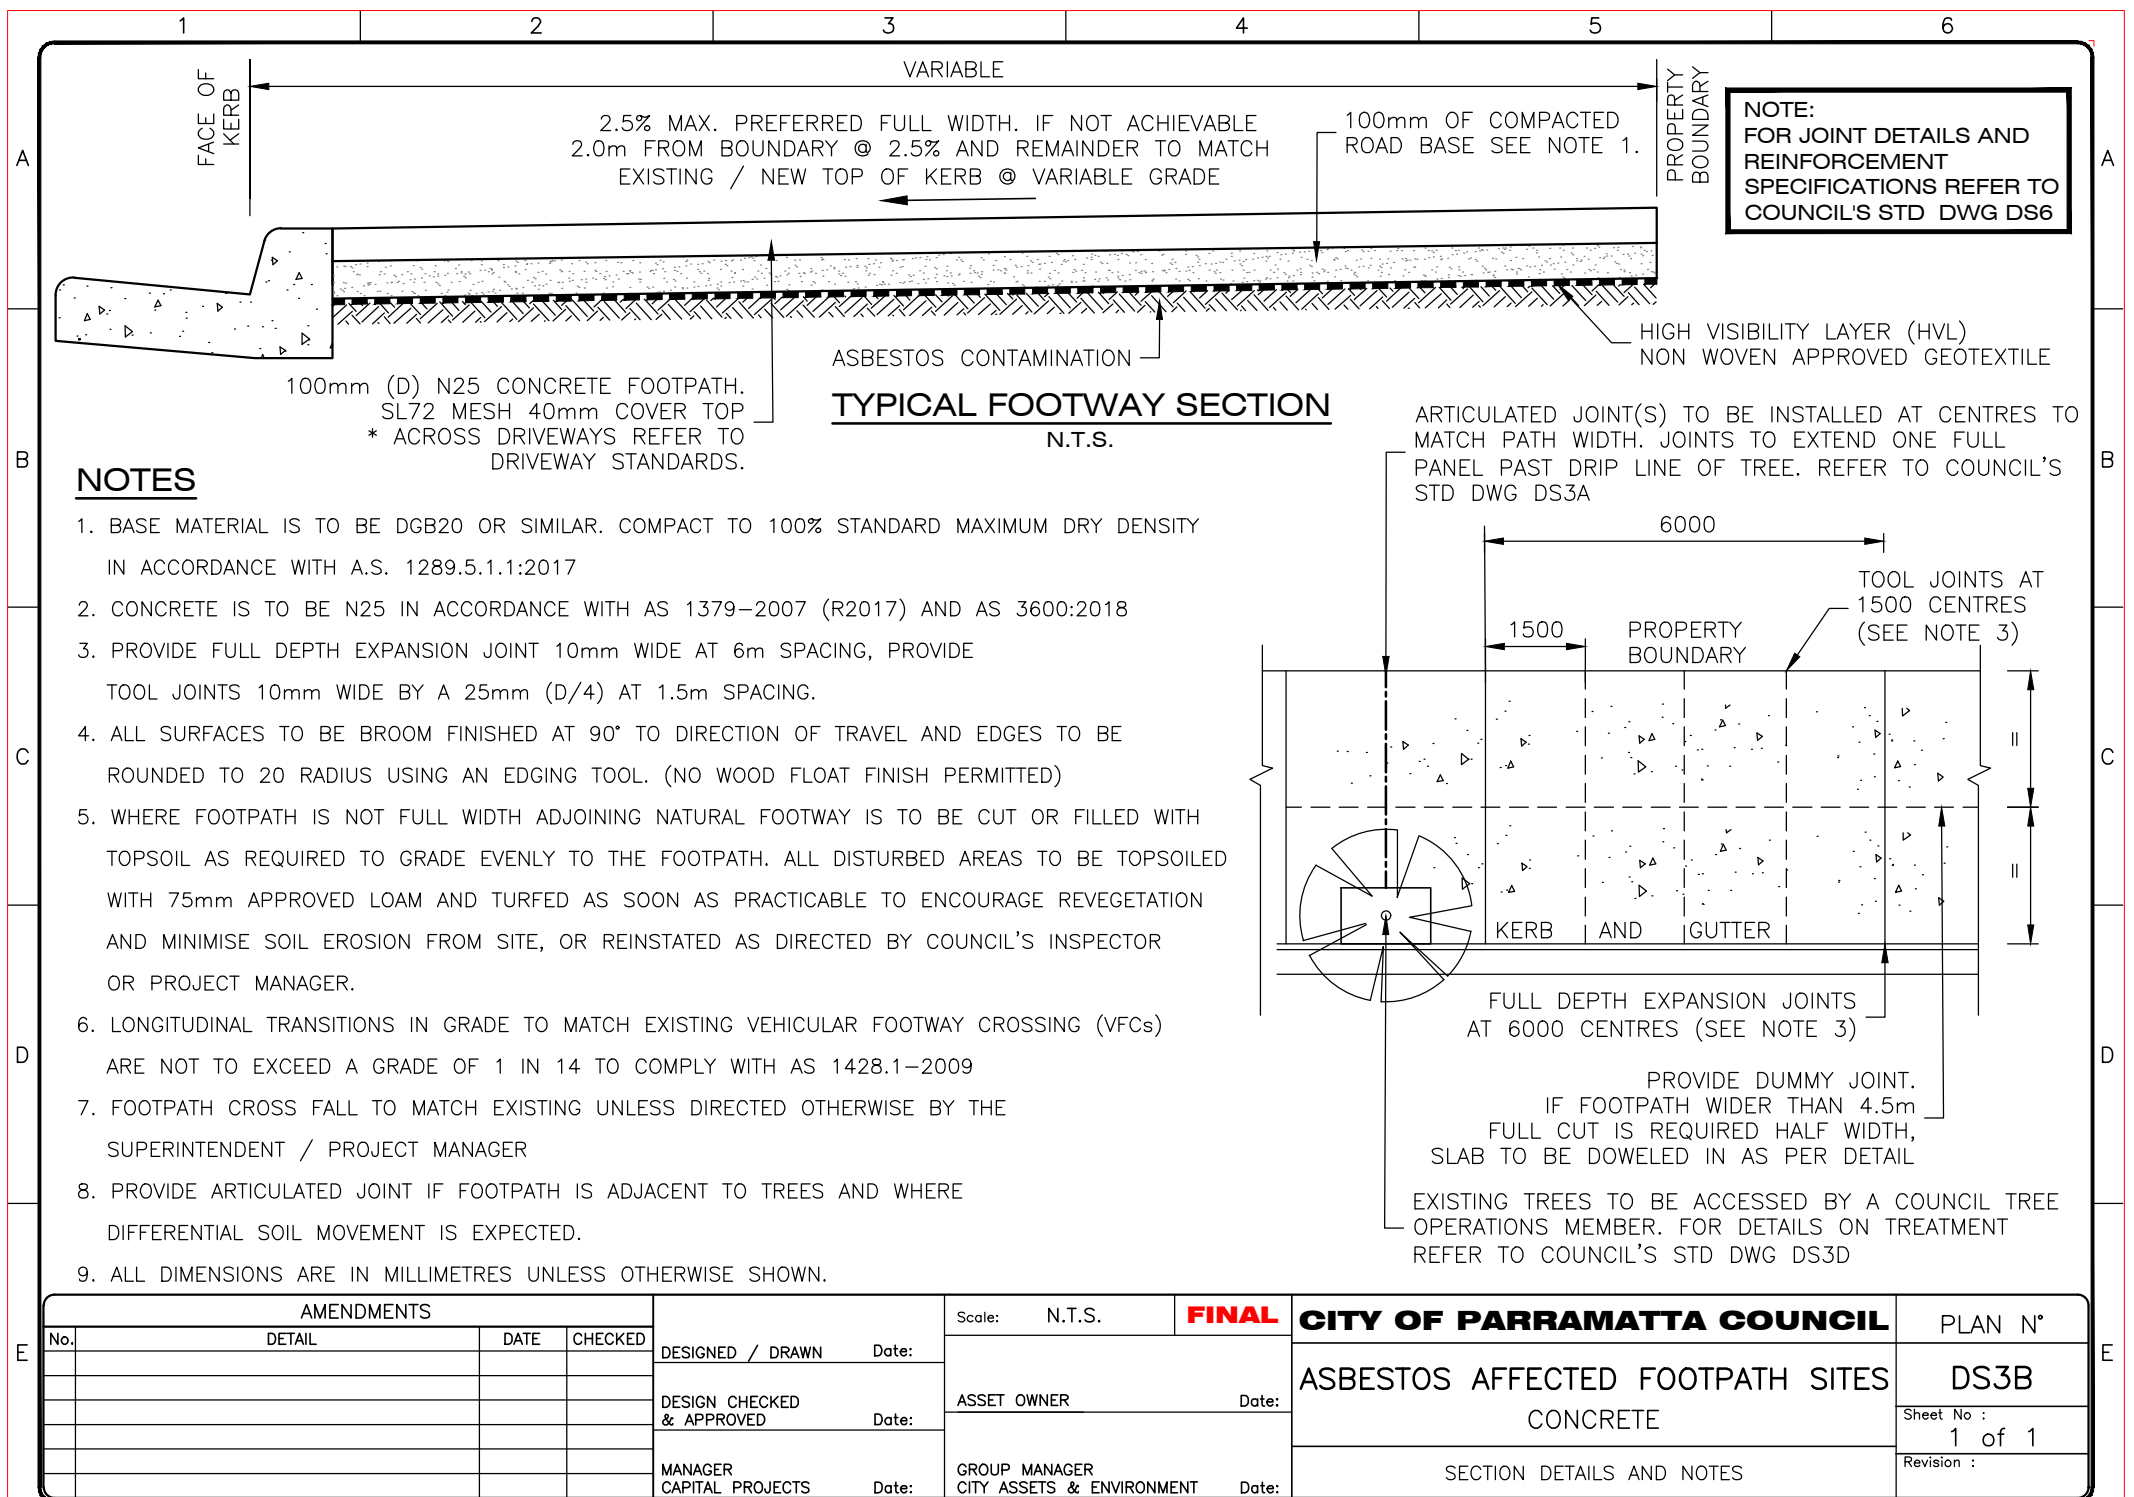 1 2 3 4 5 6
VARIABLE
FACE OF
KERB
2.5% MAX. PREFERRED FULL WIDTH. IF NOT ACHIEVABLE
2.0m FROM BOUNDARY @ 2.5% AND REMAINDER TO MATCH
EXISTING / NEW TOP OF KERB @ VARIABLE GRADE
100mm OF COMPACTED
ROAD BASE SEE NOTE 1.
PROPERTY
BOUNDARY
NOTE:
FOR JOINT DETAILS AND
REINFORCEMENT
SPECIFICATIONS REFER TO
COUNCIL'S STD DWG DS6
A A
HIGH VISIBILITY LAYER (HVL)
NON WOVEN APPROVED GEOTEXTILE
ASBESTOS CONTAMINATION
100mm (D) N25 CONCRETE FOOTPATH.
SL72 MESH 40mm COVER TOP
* ACROSS DRIVEWAYS REFER TO
DRIVEWAY STANDARDS.
TYPICAL FOOTWAY SECTION
N.T.S.
ARTICULATED JOINT(S) TO BE INSTALLED AT CENTRES TO
MATCH PATH WIDTH. JOINTS TO EXTEND ONE FULL
PANEL PAST DRIP LINE OF TREE. REFER TO COUNCIL'S
STD DWG DS3A
B B
NOTES
1. BASE MATERIAL IS TO BE DGB20 OR SIMILAR. COMPACT TO 100% STANDARD MAXIMUM DRY DENSITY
IN ACCORDANCE WITH A.S. 1289.5.1.1:2017
2. CONCRETE IS TO BE N25 IN ACCORDANCE WITH AS 1379-2007 (R2017) AND AS 3600:2018
3. PROVIDE FULL DEPTH EXPANSION JOINT 10mm WIDE AT 6m SPACING, PROVIDE
TOOL JOINTS 10mm WIDE BY A 25mm (D/4) AT 1.5m SPACING.
4. ALL SURFACES TO BE BROOM FINISHED AT 90° TO DIRECTION OF TRAVEL AND EDGES TO BE
ROUNDED TO 20 RADIUS USING AN EDGING TOOL. (NO WOOD FLOAT FINISH PERMITTED)
5. WHERE FOOTPATH IS NOT FULL WIDTH ADJOINING NATURAL FOOTWAY IS TO BE CUT OR FILLED WITH
TOPSOIL AS REQUIRED TO GRADE EVENLY TO THE FOOTPATH. ALL DISTURBED AREAS TO BE TOPSOILED
WITH 75mm APPROVED LOAM AND TURFED AS SOON AS PRACTICABLE TO ENCOURAGE REVEGETATION
AND MINIMISE SOIL EROSION FROM SITE, OR REINSTATED AS DIRECTED BY COUNCIL'S INSPECTOR
OR PROJECT MANAGER.
6. LONGITUDINAL TRANSITIONS IN GRADE TO MATCH EXISTING VEHICULAR FOOTWAY CROSSING (VFCs)
ARE NOT TO EXCEED A GRADE OF 1 IN 14 TO COMPLY WITH AS 1428.1-2009
7. FOOTPATH CROSS FALL TO MATCH EXISTING UNLESS DIRECTED OTHERWISE BY THE
SUPERINTENDENT / PROJECT MANAGER
8. PROVIDE ARTICULATED JOINT IF FOOTPATH IS ADJACENT TO TREES AND WHERE
DIFFERENTIAL SOIL MOVEMENT IS EXPECTED.
9. ALL DIMENSIONS ARE IN MILLIMETRES UNLESS OTHERWISE SHOWN.
6000
TOOL JOINTS AT
1500 CENTRES
(SEE NOTE 3)
1500
PROPERTY
BOUNDARY
C C
=
=
KERB AND GUTTER
FULL DEPTH EXPANSION JOINTS
AT 6000 CENTRES (SEE NOTE 3)
D D
PROVIDE DUMMY JOINT.
IF FOOTPATH WIDER THAN 4.5m
FULL CUT IS REQUIRED HALF WIDTH,
SLAB TO BE DOWELED IN AS PER DETAIL
EXISTING TREES TO BE ACCESSED BY A COUNCIL TREE
OPERATIONS MEMBER. FOR DETAILS ON TREATMENT
REFER TO COUNCIL'S STD DWG DS3D
E E
AMENDMENTS
No. DETAIL DATE CHECKED
DESIGNED / DRAWN Date:
DESIGN CHECKED
& APPROVED Date:
MANAGER
CAPITAL PROJECTS Date:
Scale: N.T.S. FINAL
ASSET OWNER Date:
GROUP MANAGER
CITY ASSETS & ENVIRONMENT Date:
CITY OF PARRAMATTA COUNCIL
ASBESTOS AFFECTED FOOTPATH SITES
CONCRETE
SECTION DETAILS AND NOTES
PLAN N°
DS3B
Sheet No :
1 of 1
Revision :